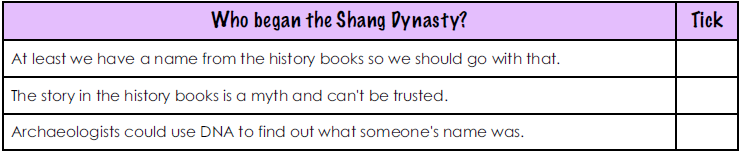 Who began the Shang Dynasty? Tick
At least we have a name from the history books so we should go with that.
The story in the history books is a myth and can't be trusted.
Archaeologists could use DNA to find out what someone's name was.